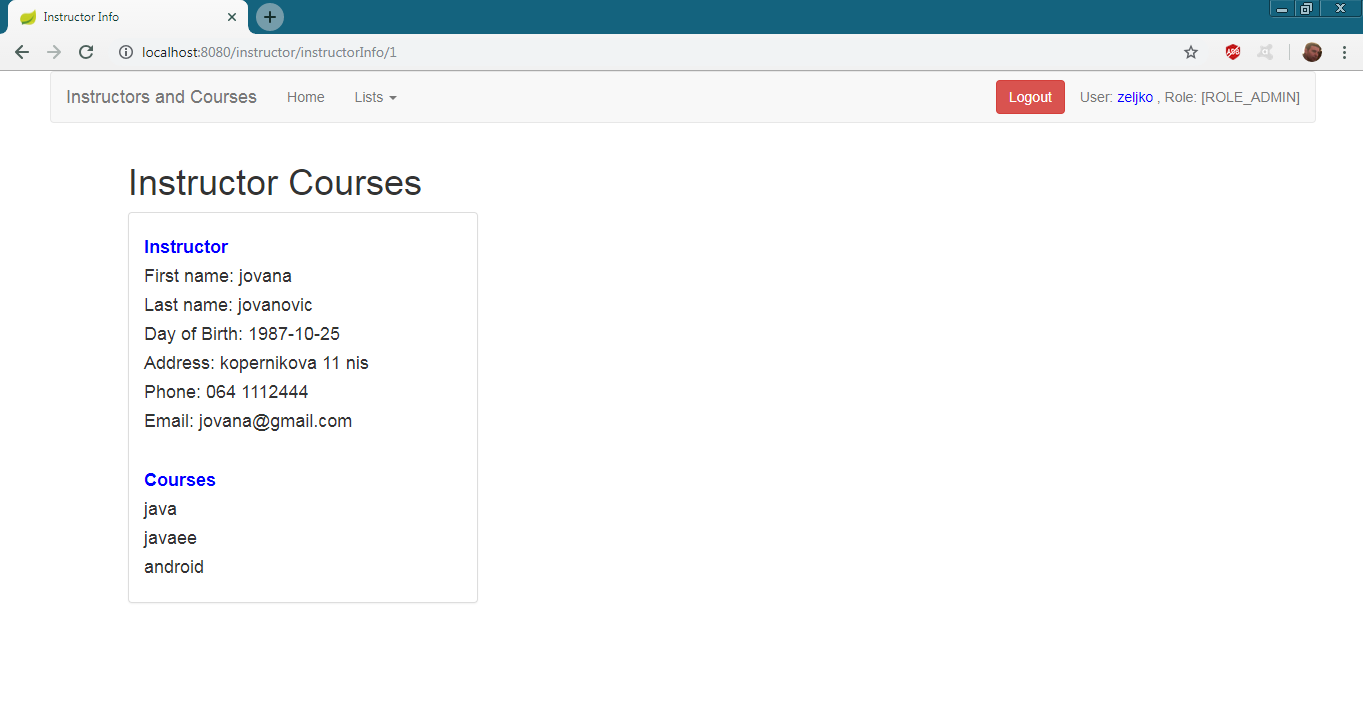 Instructor Info
localhost:8080/instructor/instructorInfo/1
ABP
Instructors and Courses Home Lists Logout User: zeljko , Role: [ROLE_ADMIN]
Instructor Courses
Instructor
First name: jovana
Last name: jovanovic
Day of Birth: 1987-10-25
Address: kopernikova 11 nis
Phone: 064 1112444
Email: jovana@gmail.com
Courses
java
javaee
android